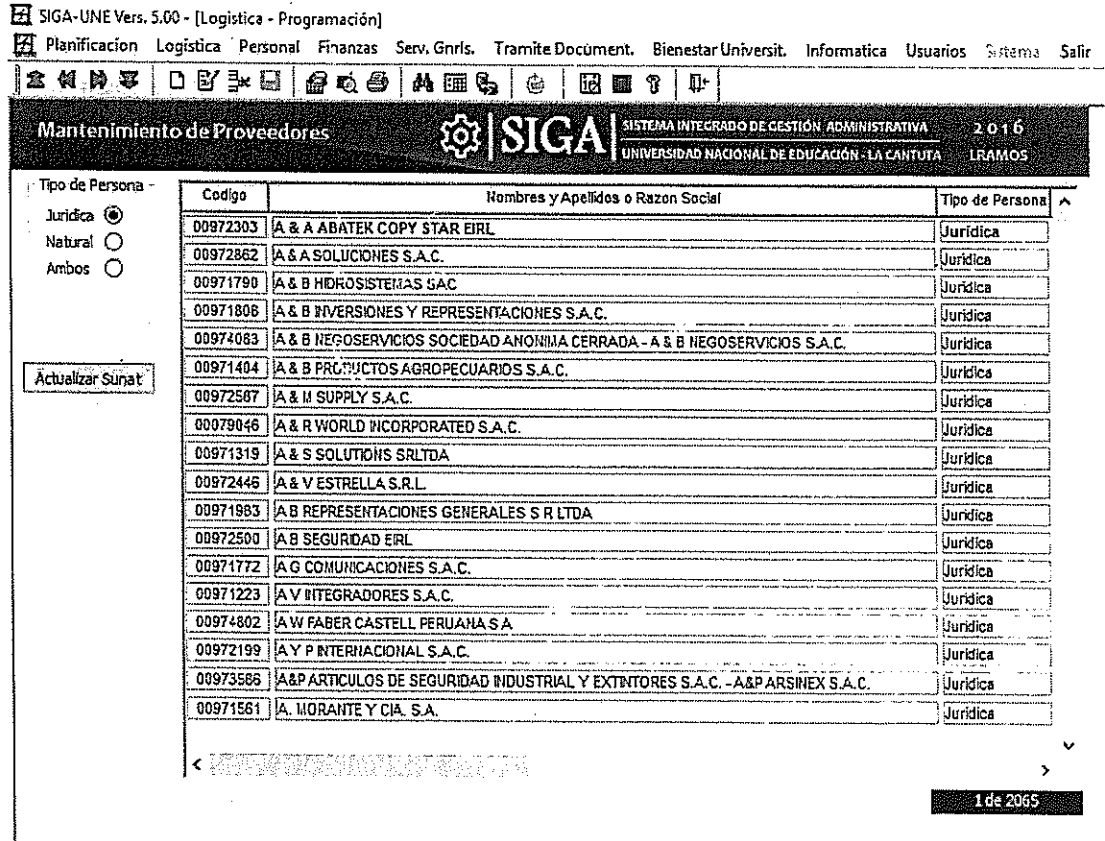 SIGA-UNE Vers. 5.00 - [Logistica - Programación]
Planificacion Logistica Personal Finanzas Serv. Gnrls. Tramite Document. Bienestar Universit. Informatica Usuarios Sistema Salir
Mantenimiento de Proveedores SIGA SISTEMA INTEGRADO DE GESTIÓN ADMINISTRATIVA 2016
UNIVERSIDAD NACIONAL DE EDUCACIÓN - LA CANTUTA LRAMOS
Tipo de Persona
Juridica
Natural
Ambos
Actualizar Sunat
Codigo Nombres y Apellidos o Razon Social Tipo de Persona
00972303 A & A ABATEK COPY STAR EIRL Juridica
00972862 A & A SOLUCIONES S.A.C. Juridica
00971790 A & B HIDROSISTEMAS SAC Juridica
00971808 A & B INVERSIONES Y REPRESENTACIONES S.A.C. Juridica
00974083 A & B NEGOSERVICIOS SOCIEDAD ANONIMA CERRADA - A & B NEGOSERVICIOS S.A.C. Juridica
00971404 A & B PRODUCTOS AGROPECUARIOS S.A.C. Juridica
00972587 A & M SUPPLY S.A.C. Juridica
00079046 A & R WORLD INCORPORATED S.A.C. Juridica
00971319 A & S SOLUTIONS SRLTDA Juridica
00972446 A & V ESTRELLA S.R.L. Juridica
00971983 A B REPRESENTACIONES GENERALES S R LTDA Juridica
00972500 A B SEGURIDAD EIRL Juridica
00971772 A G COMUNICACIONES S.A.C. Juridica
00971223 A V INTEGRADORES S.A.C. Juridica
00974802 A W FABER CASTELL PERUANA S A Juridica
00972199 A Y P INTERNACIONAL S.A.C. Juridica
00973586 A&P ARTICULOS DE SEGURIDAD INDUSTRIAL Y EXTINTORES S.A.C. - A&P ARSINEX S.A.C. Juridica
00971561 A. MORANTE Y CIA. S.A. Juridica
1 de 2065